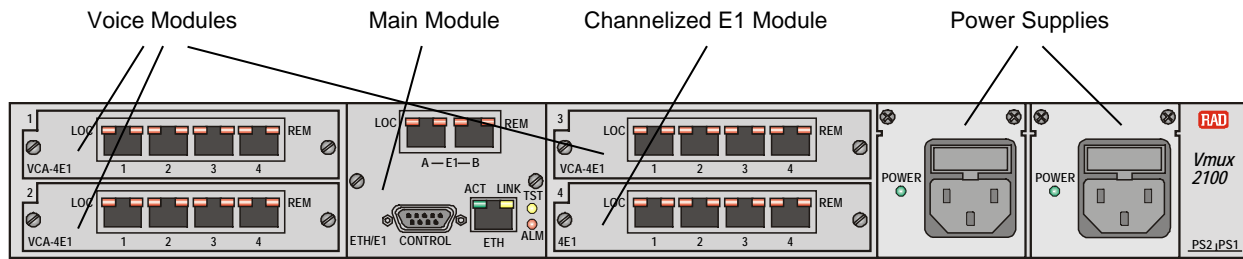 Voice Modules Main Module Channelized E1 Module Power Supplies
1
LOC REM
VCA-4E1 1 2 3 4
2
LOC REM
VCA-4E1 1 2 3 4
LOC REM
A — E1 — B
ACT LINK TST
ALM
ETH/E1 CONTROL ETH
3
LOC REM
VCA-4E1 1 2 3 4
4
LOC REM
4E1 1 2 3 4
POWER
POWER
RAD
Vmux
2100
PS2 PS1